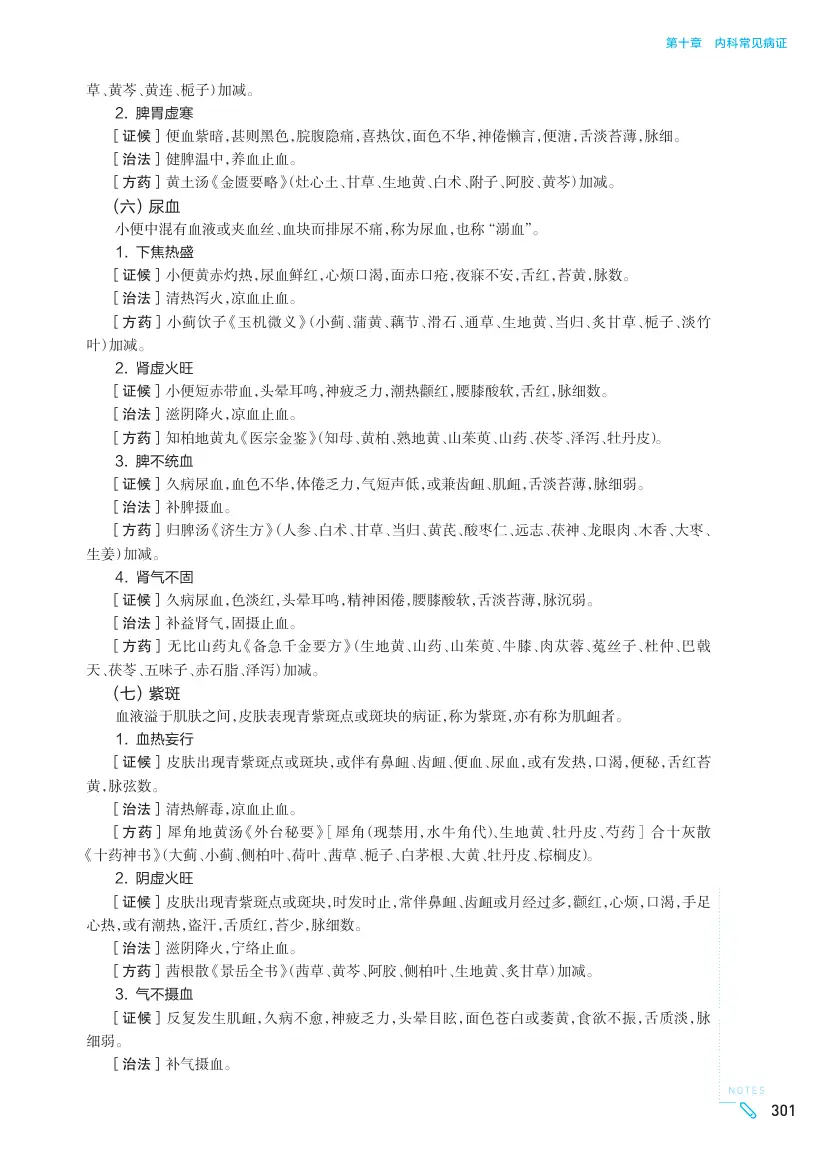 第十章　内科常见病证
草、黄芩、黄连、栀子)加减。
2. 脾胃虚寒
[ 证候 ] 便血紫暗,甚则黑色,脘腹隐痛,喜热饮,面色不华,神倦懒言,便溏,舌淡苔薄,脉细。
[ 治法 ] 健脾温中,养血止血。
[ 方药 ] 黄土汤《金匮要略》(灶心土、甘草、生地黄、白术、附子、阿胶、黄芩)加减。
(六) 尿血
小便中混有血液或夹血丝、血块而排尿不痛,称为尿血,也称 “溺血”。
1. 下焦热盛
[ 证候 ] 小便黄赤灼热,尿血鲜红,心烦口渴,面赤口疮,夜寐不安,舌红,苔黄,脉数。
[ 治法 ] 清热泻火,凉血止血。
[ 方药 ] 小蓟饮子《玉机微义》(小蓟、蒲黄、藕节、滑石、通草、生地黄、当归、炙甘草、栀子、淡竹
叶)加减。
2. 肾虚火旺
[ 证候 ] 小便短赤带血,头晕耳鸣,神疲乏力,潮热颧红,腰膝酸软,舌红,脉细数。
[ 治法 ] 滋阴降火,凉血止血。
[ 方药 ] 知柏地黄丸《医宗金鉴》(知母、黄柏、熟地黄、山茱萸、山药、茯苓、泽泻、牡丹皮)。
3. 脾不统血
[ 证候 ] 久病尿血,血色不华,体倦乏力,气短声低,或兼齿衄、肌衄,舌淡苔薄,脉细弱。
[ 治法 ] 补脾摄血。
[ 方药 ] 归脾汤《济生方》(人参、白术、甘草、当归、黄芪、酸枣仁、远志、茯神、龙眼肉、木香、大枣、
生姜)加减。
4. 肾气不固
[ 证候 ] 久病尿血,色淡红,头晕耳鸣,精神困倦,腰膝酸软,舌淡苔薄,脉沉弱。
[ 治法 ] 补益肾气,固摄止血。
[ 方药 ] 无比山药丸《备急千金要方》(生地黄、山药、山茱萸、牛膝、肉苁蓉、菟丝子、杜仲、巴戟
天、茯苓、五味子、赤石脂、泽泻)加减。
(七) 紫斑
血液溢于肌肤之间,皮肤表现青紫斑点或斑块的病证,称为紫斑,亦有称为肌衄者。
1. 血热妄行
[ 证候 ] 皮肤出现青紫斑点或斑块,或伴有鼻衄、齿衄、便血、尿血,或有发热,口渴,便秘,舌红苔
黄,脉弦数。
[ 治法 ] 清热解毒,凉血止血。
[ 方药 ] 犀角地黄汤《外台秘要》[ 犀角(现禁用,水牛角代)、生地黄、牡丹皮、芍药 ] 合十灰散
《十药神书》(大蓟、小蓟、侧柏叶、荷叶、茜草、栀子、白茅根、大黄、牡丹皮、棕榈皮)。
2. 阴虚火旺
[ 证候 ] 皮肤出现青紫斑点或斑块,时发时止,常伴鼻衄、齿衄或月经过多,颧红,心烦,口渴,手足
心热,或有潮热,盗汗,舌质红,苔少,脉细数。
[ 治法 ] 滋阴降火,宁络止血。
[ 方药 ] 茜根散《景岳全书》(茜草、黄芩、阿胶、侧柏叶、生地黄、炙甘草)加减。
3. 气不摄血
[ 证候 ] 反复发生肌衄,久病不愈,神疲乏力,头晕目眩,面色苍白或萎黄,食欲不振,舌质淡,脉
细弱。
[ 治法 ] 补气摄血。
NOTES
301